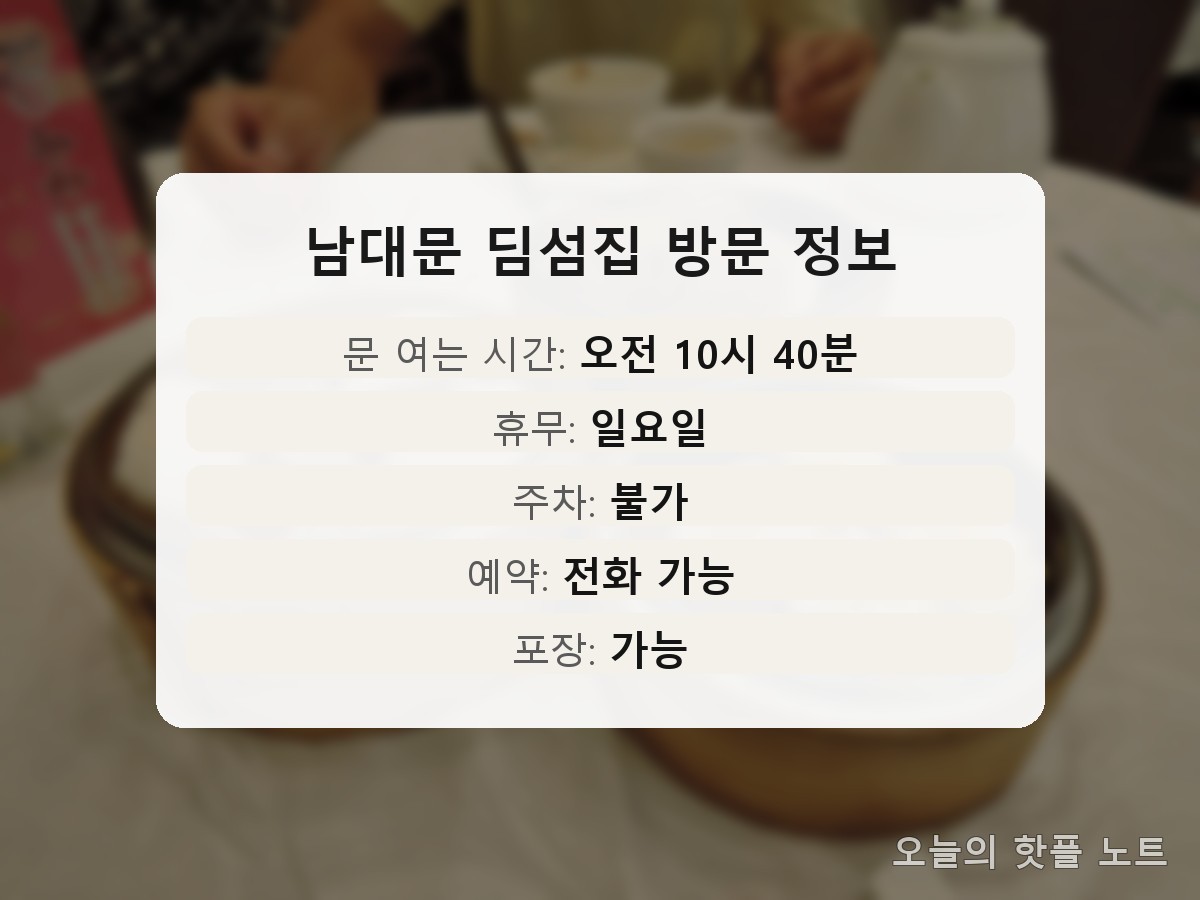 남대문 딤섬집 방문 정보
문 여는 시간: 오전 10시 40분
휴무: 일요일
주차: 불가
예약: 전화 가능
포장: 가능
오늘의 핫플 노트